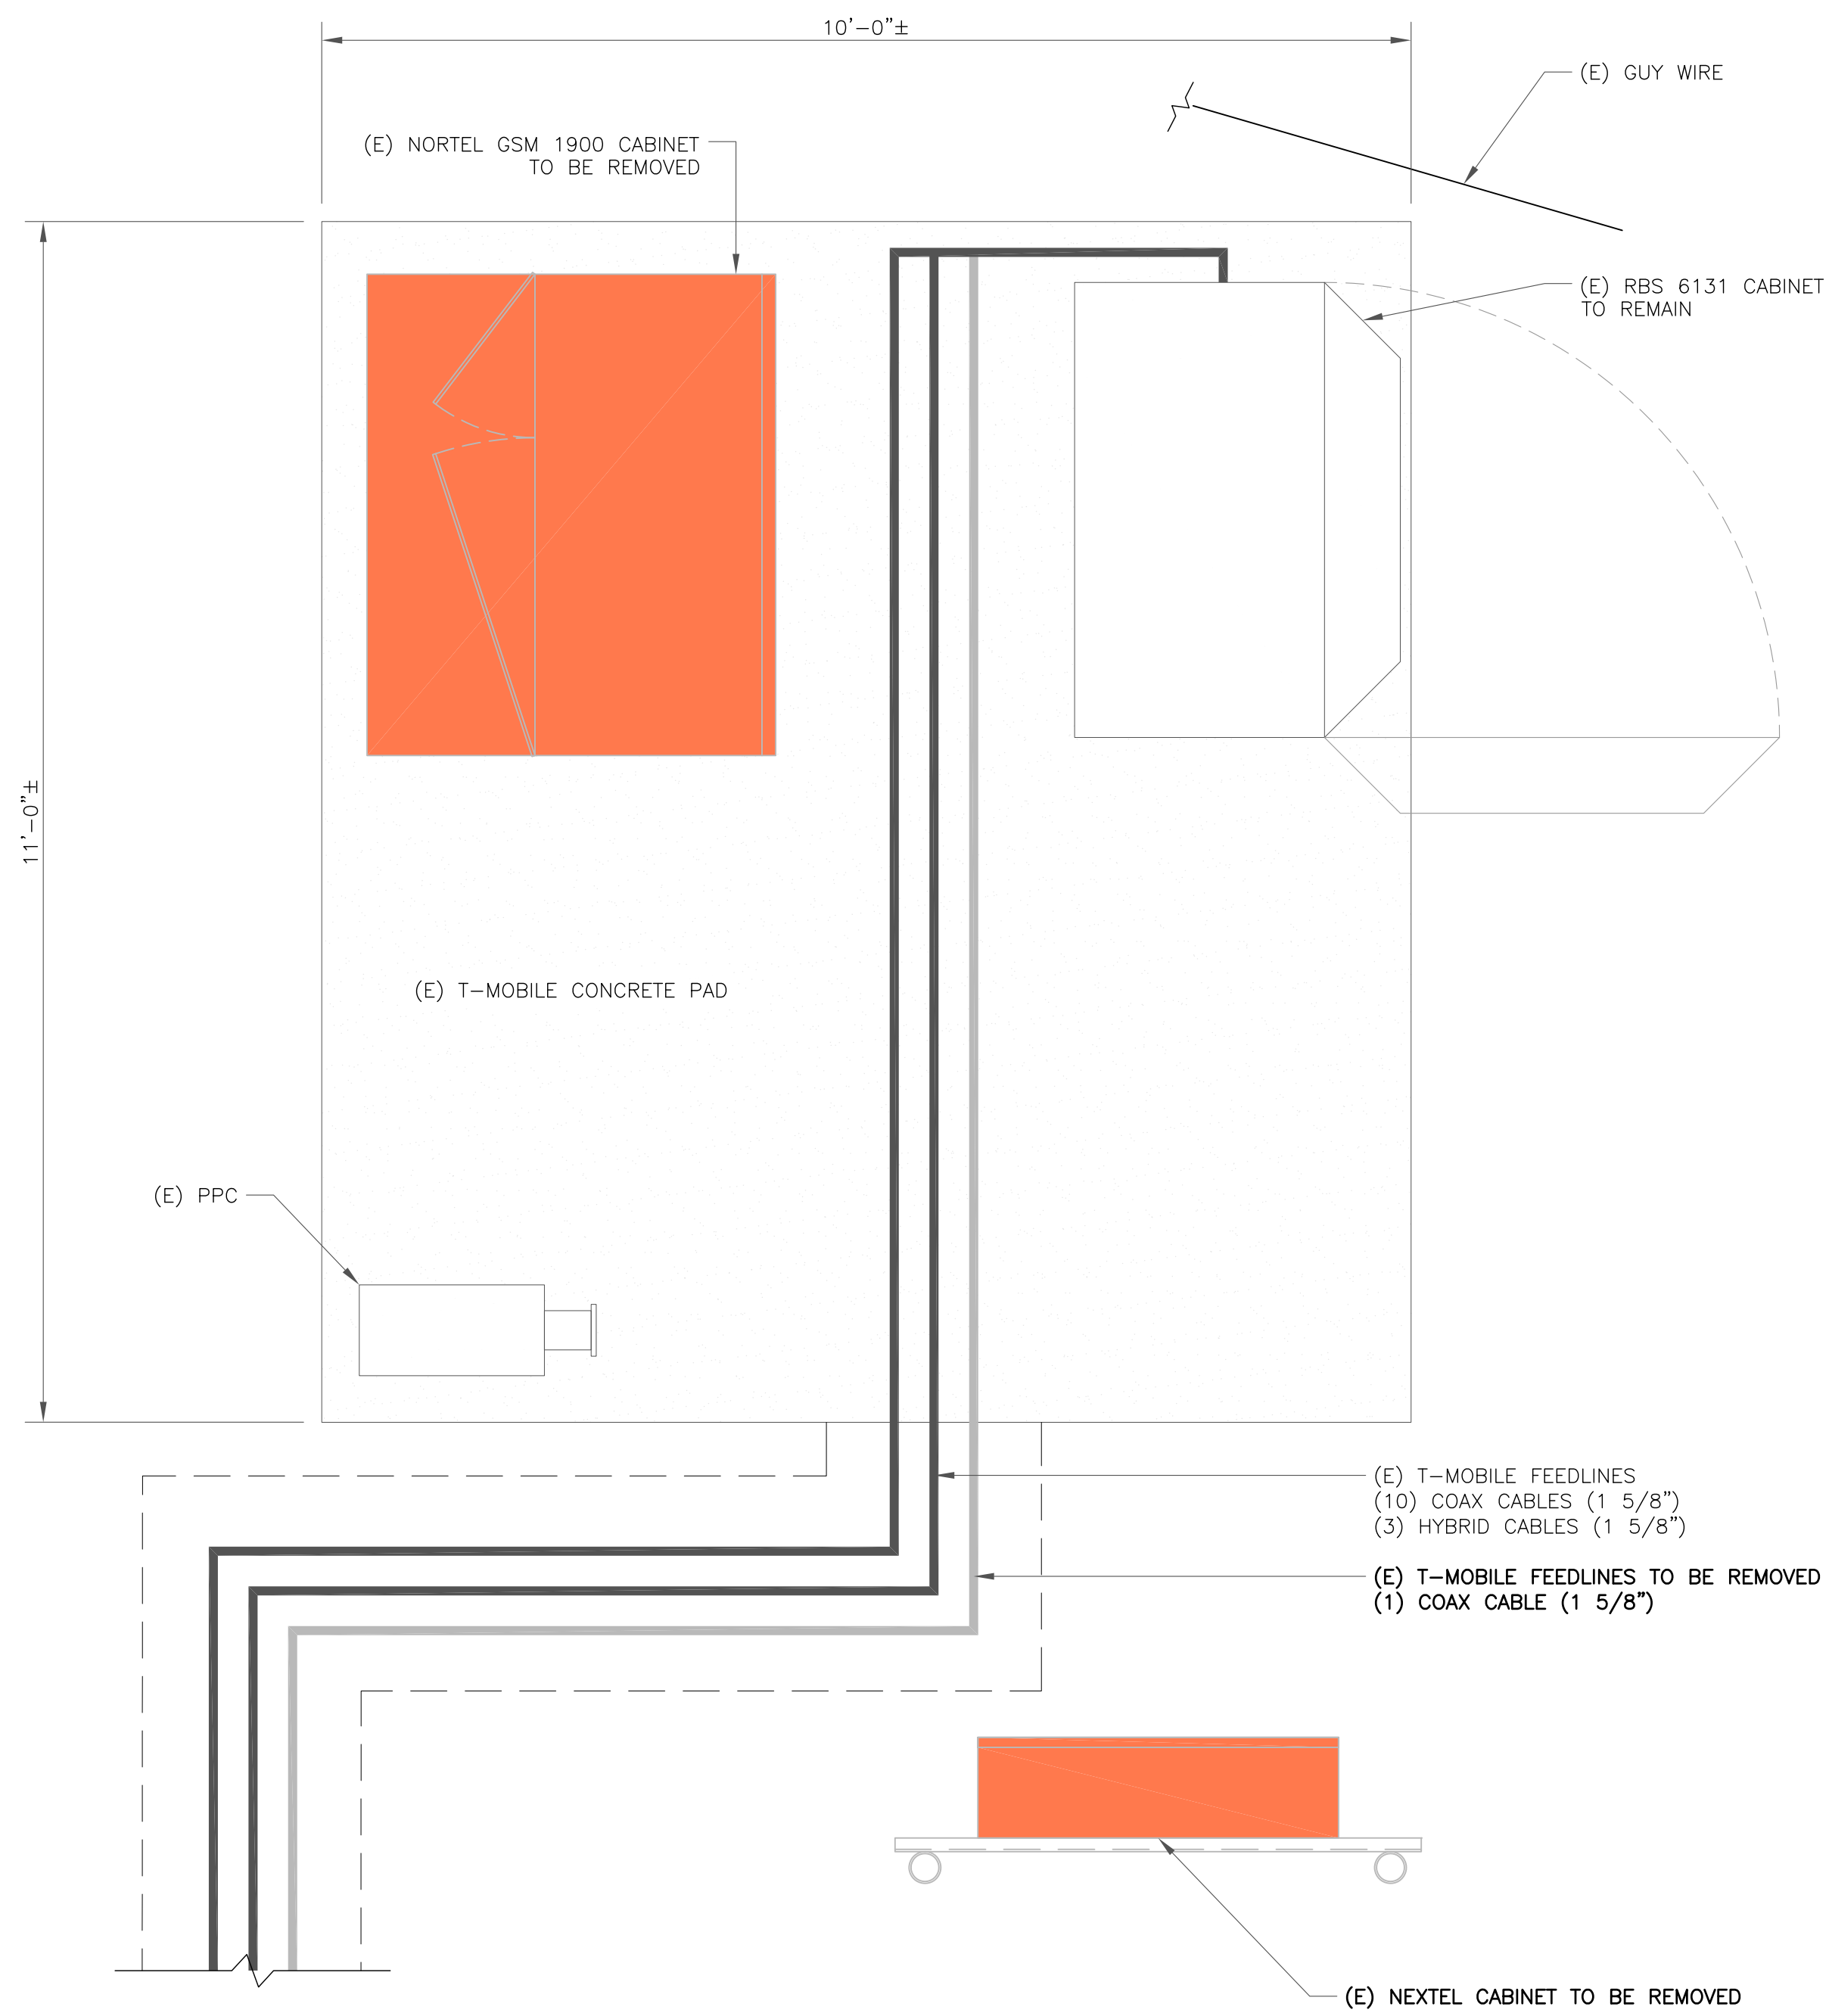 10'-0"±
(E) GUY WIRE
(E) NORTEL GSM 1900 CABINET
TO BE REMOVED
(E) RBS 6131 CABINET
TO REMAIN
11'-0"±
(E) T-MOBILE CONCRETE PAD
(E) PPC
(E) T-MOBILE FEEDLINES
(10) COAX CABLES (1 5/8")
(3) HYBRID CABLES (1 5/8")
(E) T-MOBILE FEEDLINES TO BE REMOVED
(1) COAX CABLE (1 5/8")
(E) NEXTEL CABINET TO BE REMOVED